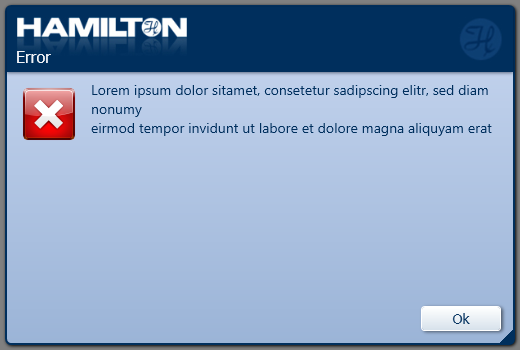 HAMILTON
Error
Lorem ipsum dolor sitamet, consetetur sadipscing elitr, sed diam
nonumy
eirmod tempor invidunt ut labore et dolore magna aliquyam erat
Ok